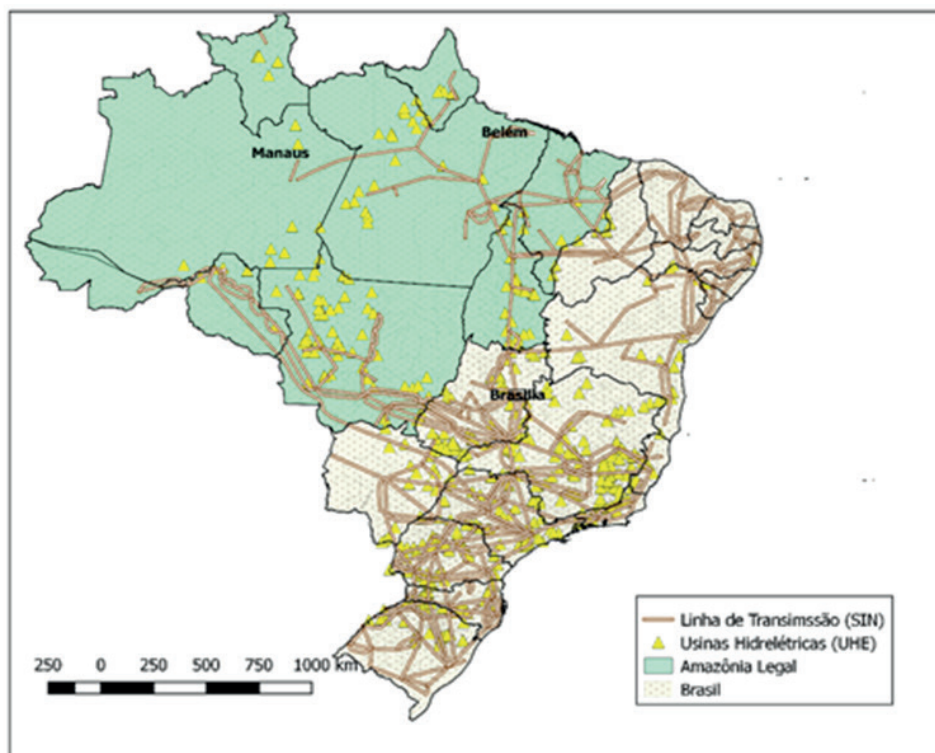 Belém
Manaus
Brasília
Linha de Transimssão (SIN)
Usinas Hidrelétricas (UHE)
Amazônia Legal
Brasil
250 0 250 500 750 1000 km